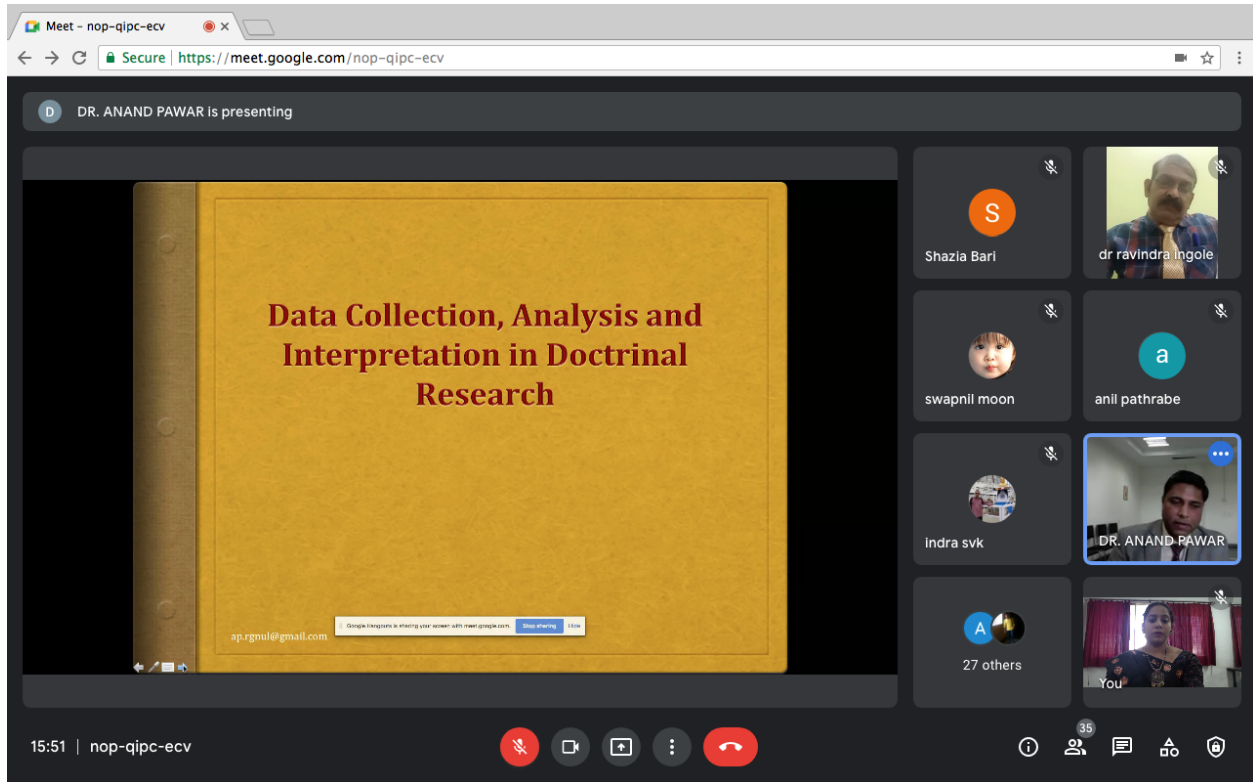 Meet – nop-qipc-ecv
Secure | https://meet.google.com/nop-qipc-ecv
D DR. ANAND PAWAR is presenting
Data Collection, Analysis and
Interpretation in Doctrinal
Research
ap.rgnul@gmail.com
Google Hangouts is sharing your screen with meet.google.com. Stop sharing Hide
S
Shazia Bari
dr ravindra ingole
swapnil moon
a
anil pathrabe
indra svk
DR. ANAND PAWAR
A
27 others
You
15:51 | nop-qipc-ecv
35